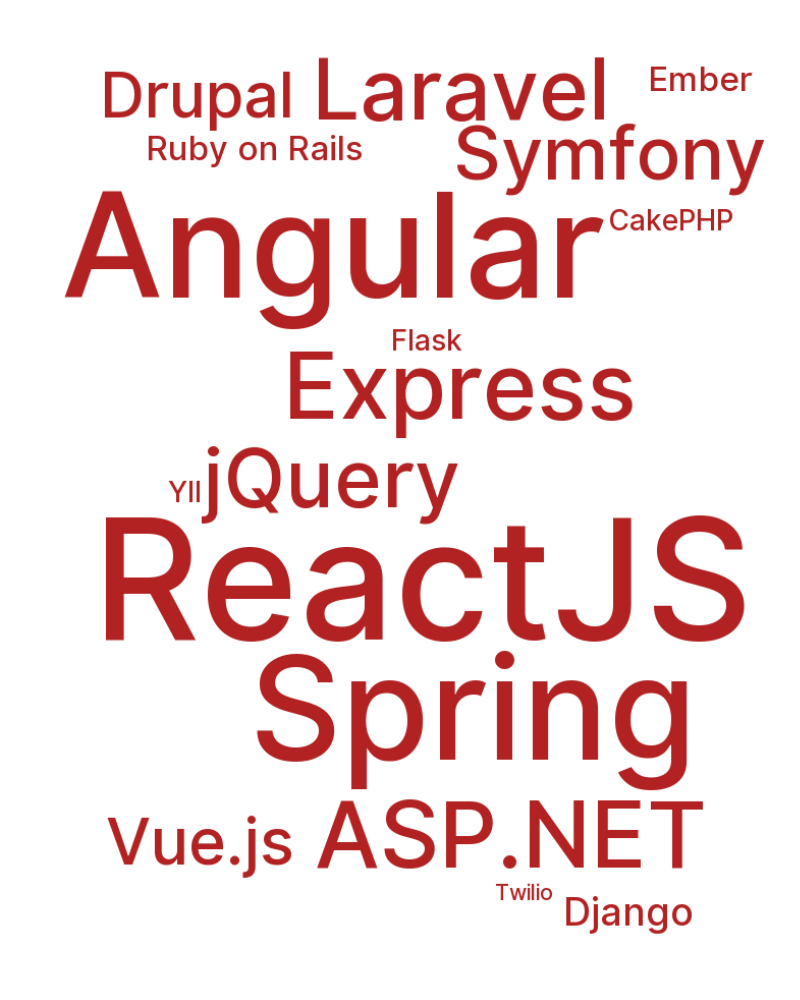 Drupal Laravel Ember
Ruby on Rails Symfony
Angular CakePHP
Flask
Express
YII jQuery
ReactJS
Spring
Vue.js ASP.NET
Twilio Django